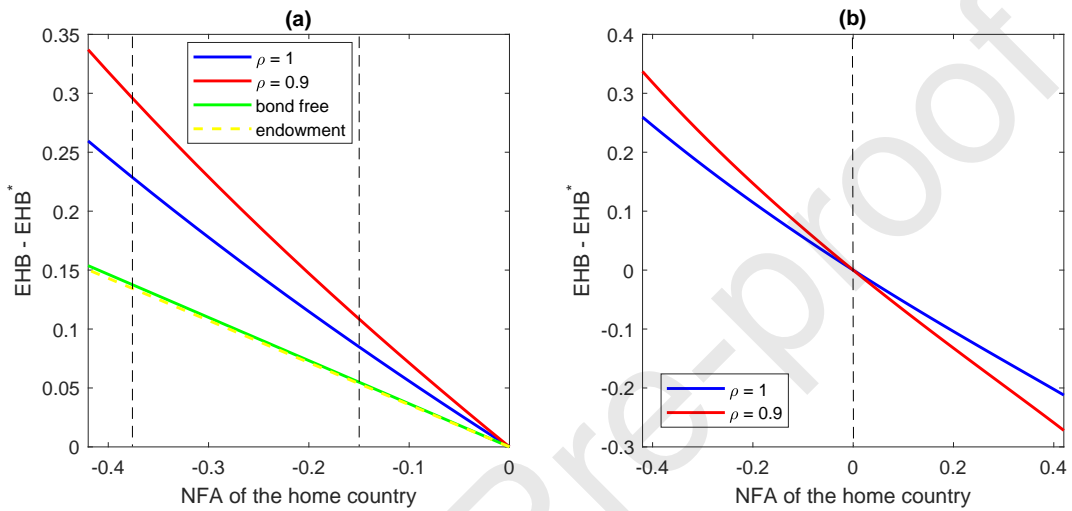 (a)
EHB - EHB*
0.35
0.3
0.25
0.2
0.15
0.1
0.05
0
ρ = 1
ρ = 0.9
bond free
endowment
-0.4 -0.3 -0.2 -0.1 0
NFA of the home country
(b)
EHB - EHB*
0.4
0.3
0.2
0.1
0
-0.1
-0.2
-0.3
ρ = 1
ρ = 0.9
-0.4 -0.2 0 0.2 0.4
NFA of the home country
Pre-proof